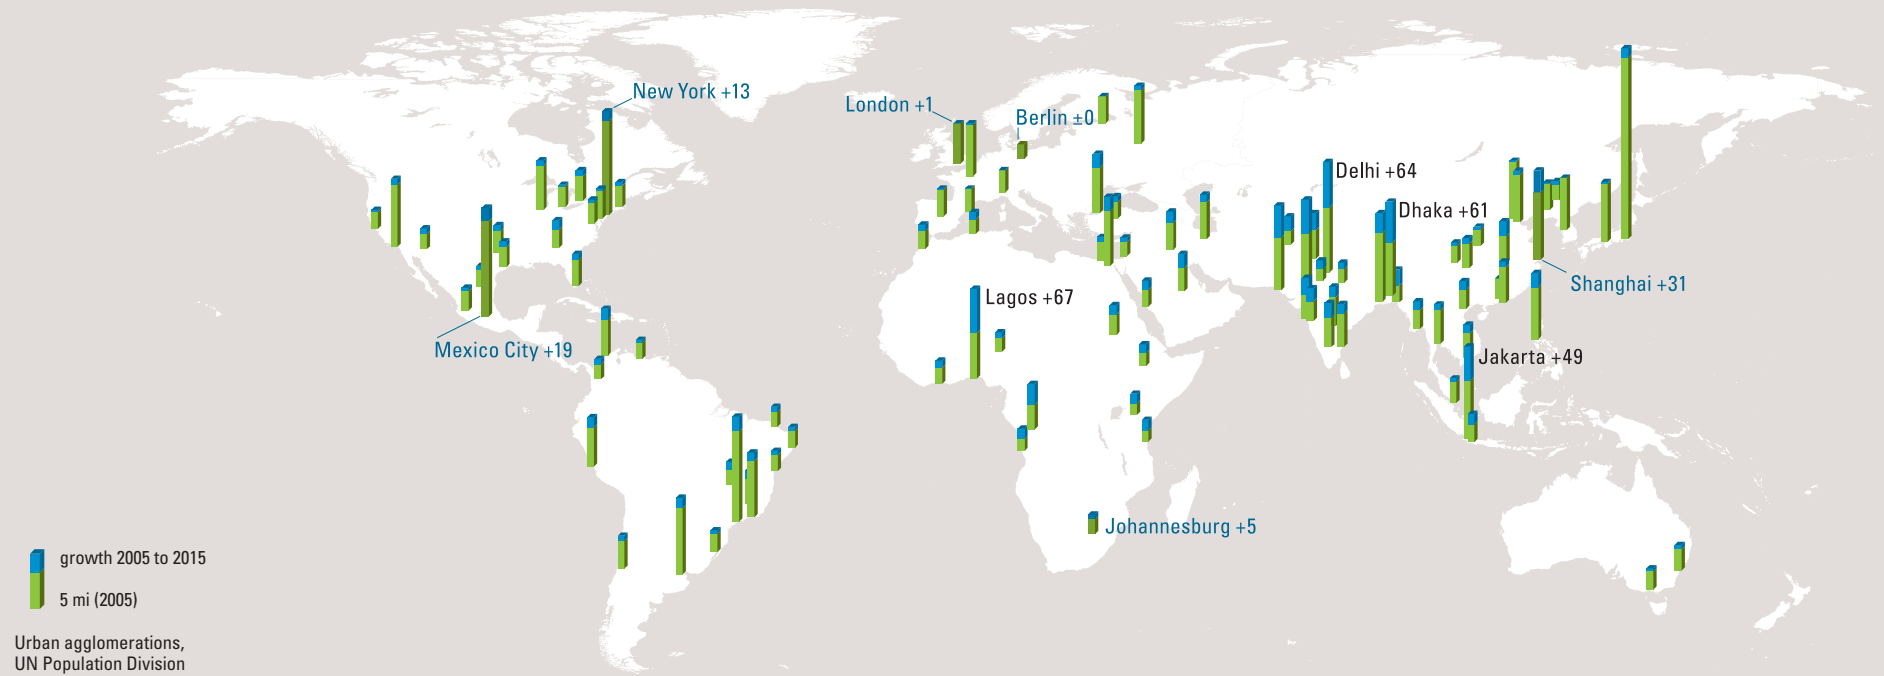 New York +13
London +1
Berlin ±0
Delhi +64
Dhaka +61
Shanghai +31
Lagos +67
Mexico City +19
Jakarta +49
Johannesburg +5
growth 2005 to 2015
5 mi (2005)
Urban agglomerations,
UN Population Division